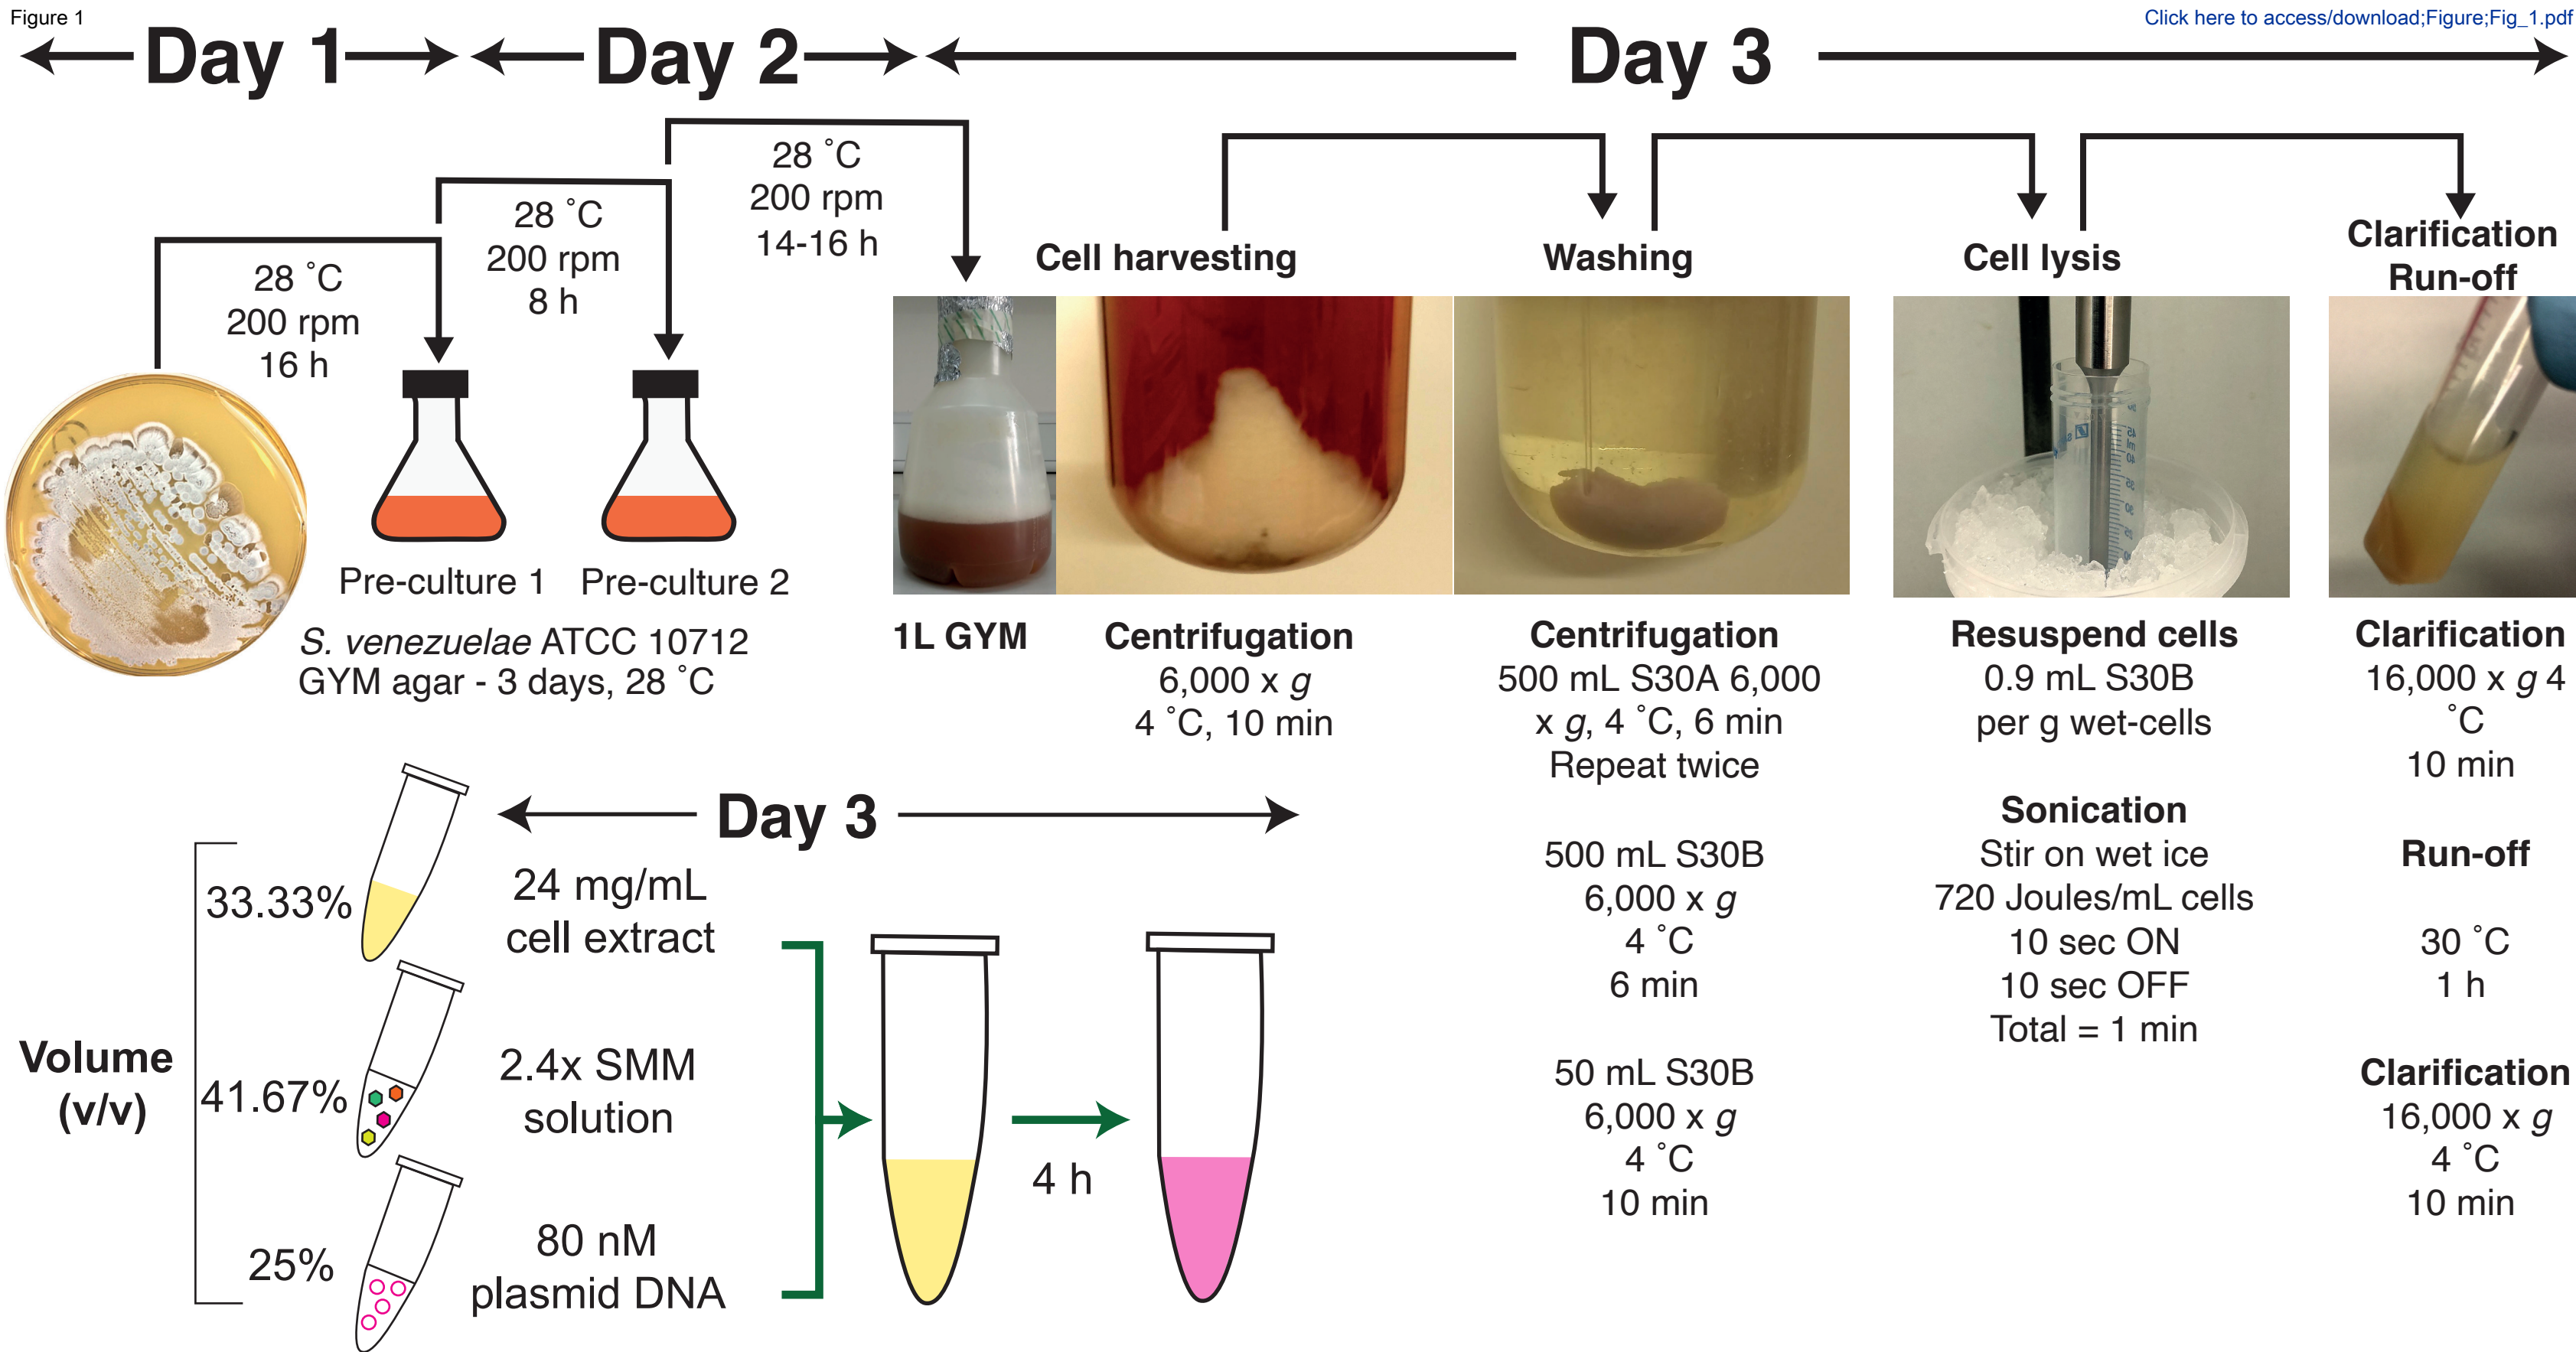 Figure 1
Click here to access/download;Figure;Fig_1.pdf
Day 1
Day 2
Day 3
28 ˚C
200 rpm
16 h
28 ˚C
200 rpm
8 h
28 ˚C
200 rpm
14-16 h
Pre-culture 1
Pre-culture 2
S. venezuelae ATCC 10712
GYM agar - 3 days, 28 ˚C
1L GYM
Cell harvesting
Centrifugation
6,000 x g
4 ˚C, 10 min
Washing
Centrifugation
500 mL S30A 6,000
x g, 4 ˚C, 6 min
Repeat twice
500 mL S30B
6,000 x g
4 ˚C
6 min
50 mL S30B
6,000 x g
4 ˚C
10 min
Cell lysis
Resuspend cells
0.9 mL S30B
per g wet-cells
Sonication
Stir on wet ice
720 Joules/mL cells
10 sec ON
10 sec OFF
Total = 1 min
Clarification
Run-off
Clarification
16,000 x g 4
˚C
10 min
Run-off
30 ˚C
1 h
Clarification
16,000 x g
4 ˚C
10 min
Day 3
Volume
(v/v)
33.33%
24 mg/mL
cell extract
41.67%
2.4x SMM
solution
25%
80 nM
plasmid DNA
4 h